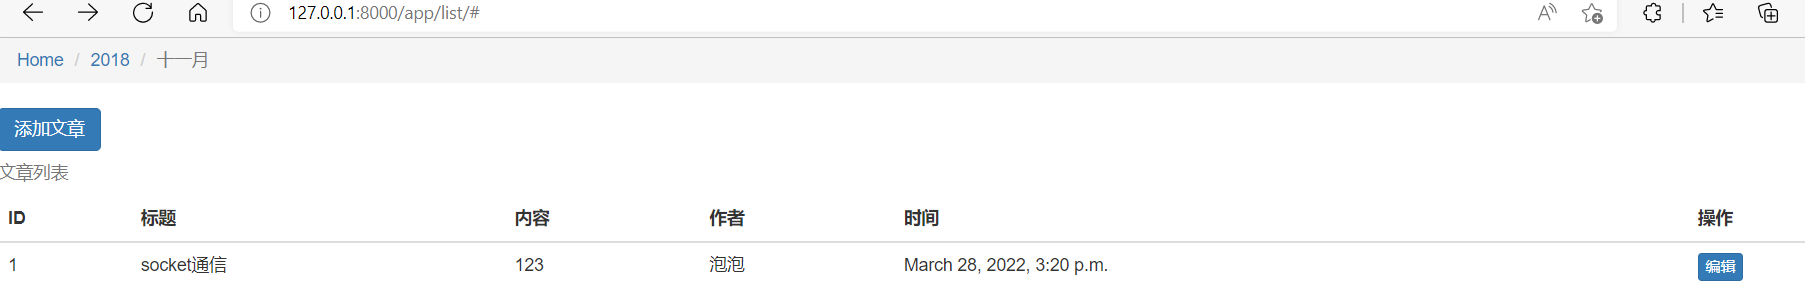 127.0.0.1:8000/app/list/#
Home / 2018 / 十一月
添加文章
文章列表
ID 标题 内容 作者 时间 操作
1 socket通信 123 泡泡 March 28, 2022, 3:20 p.m. 编辑